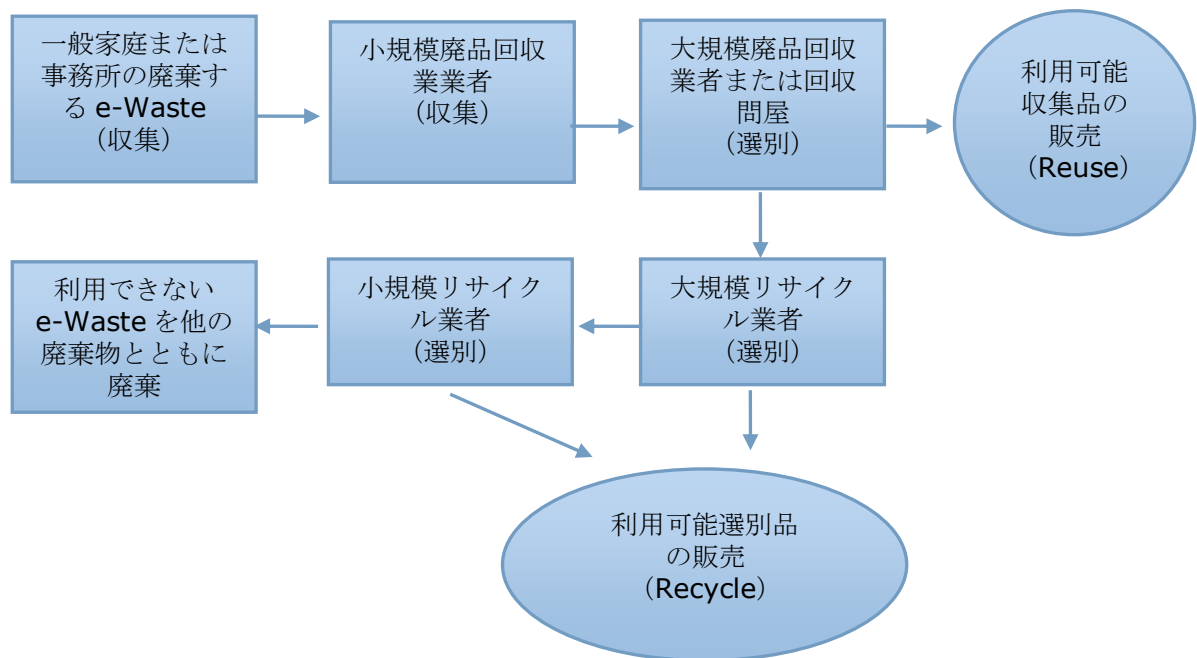 一般家庭または
事務所の廃棄す
る e-Waste
（収集）
小規模廃品回収
業業者
（収集）
大規模廃品回収
業者または回収
問屋
（選別）
利用可能
収集品の
販売
（Reuse）
利用できない
e-Waste を他の
廃棄物とともに
廃棄
小規模リサイク
ル業者
（選別）
大規模リサイク
ル業者
（選別）
利用可能選別品
の販売
（Recycle）